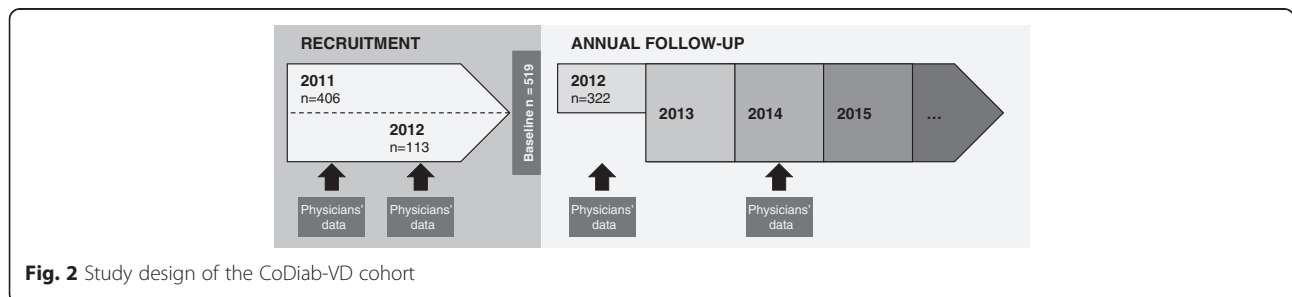 RECRUITMENT
2011
n=406
2012
n=113
Physicians'
data
Physicians'
data
Baseline n = 519
ANNUAL FOLLOW-UP
2012
n=322
2013
2014
2015
...
Physicians'
data
Physicians'
data
Fig. 2 Study design of the CoDiab-VD cohort